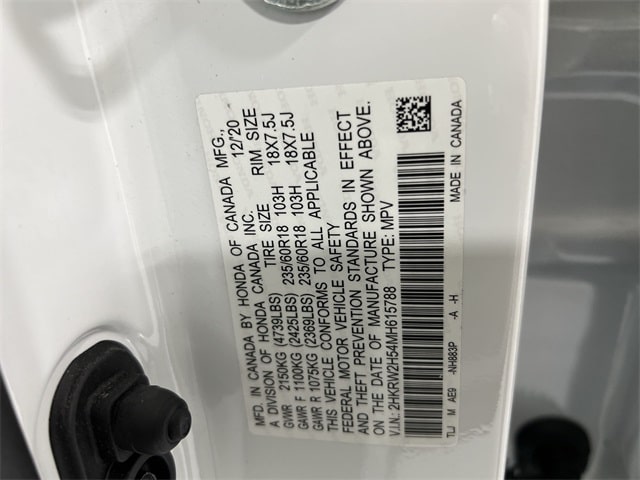 MFD. IN CANADA BY HONDA OF CANADA MFG.,
A DIVISION OF HONDA CANADA INC. 12/20
TIRE SIZE RIM SIZE
GVWR 2150KG (4739LBS)
GAWR F 1100KG (2425LBS) 235/60R18 103H 18X7.5J
GAWR R 1075KG (2369LBS) 235/60R18 103H 18X7.5J
THIS VEHICLE CONFORMS TO ALL APPLICABLE
FEDERAL MOTOR VEHICLE SAFETY
AND THEFT PREVENTION STANDARDS IN EFFECT
ON THE DATE OF MANUFACTURE SHOWN ABOVE.
V.I.N.: 2HKRW2H54MH615788 TYPE: MPV
TLJ M AE9 -NH883P -A -H MADE IN CANADA